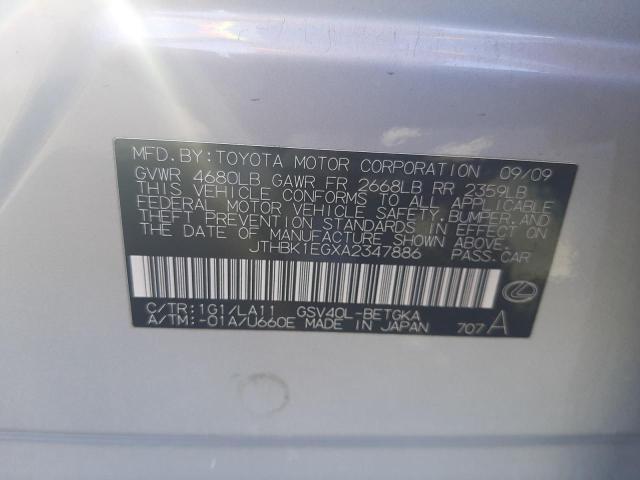 MFD. BY: TOYOTA MOTOR CORPORATION 09/09
GVWR 4680LB GAWR FR 2668LB RR 2359LB
THIS VEHICLE CONFORMS TO ALL APPLICABLE
FEDERAL MOTOR VEHICLE SAFETY, BUMPER, AND
THEFT PREVENTION STANDARDS IN EFFECT ON
THE DATE OF MANUFACTURE SHOWN ABOVE.
JTHBK1EGXA2347886 PASS.CAR
C/TR: 1G1/LA11 GSV40L-BETGKA
A/TM: -01A/U660E MADE IN JAPAN 707 A